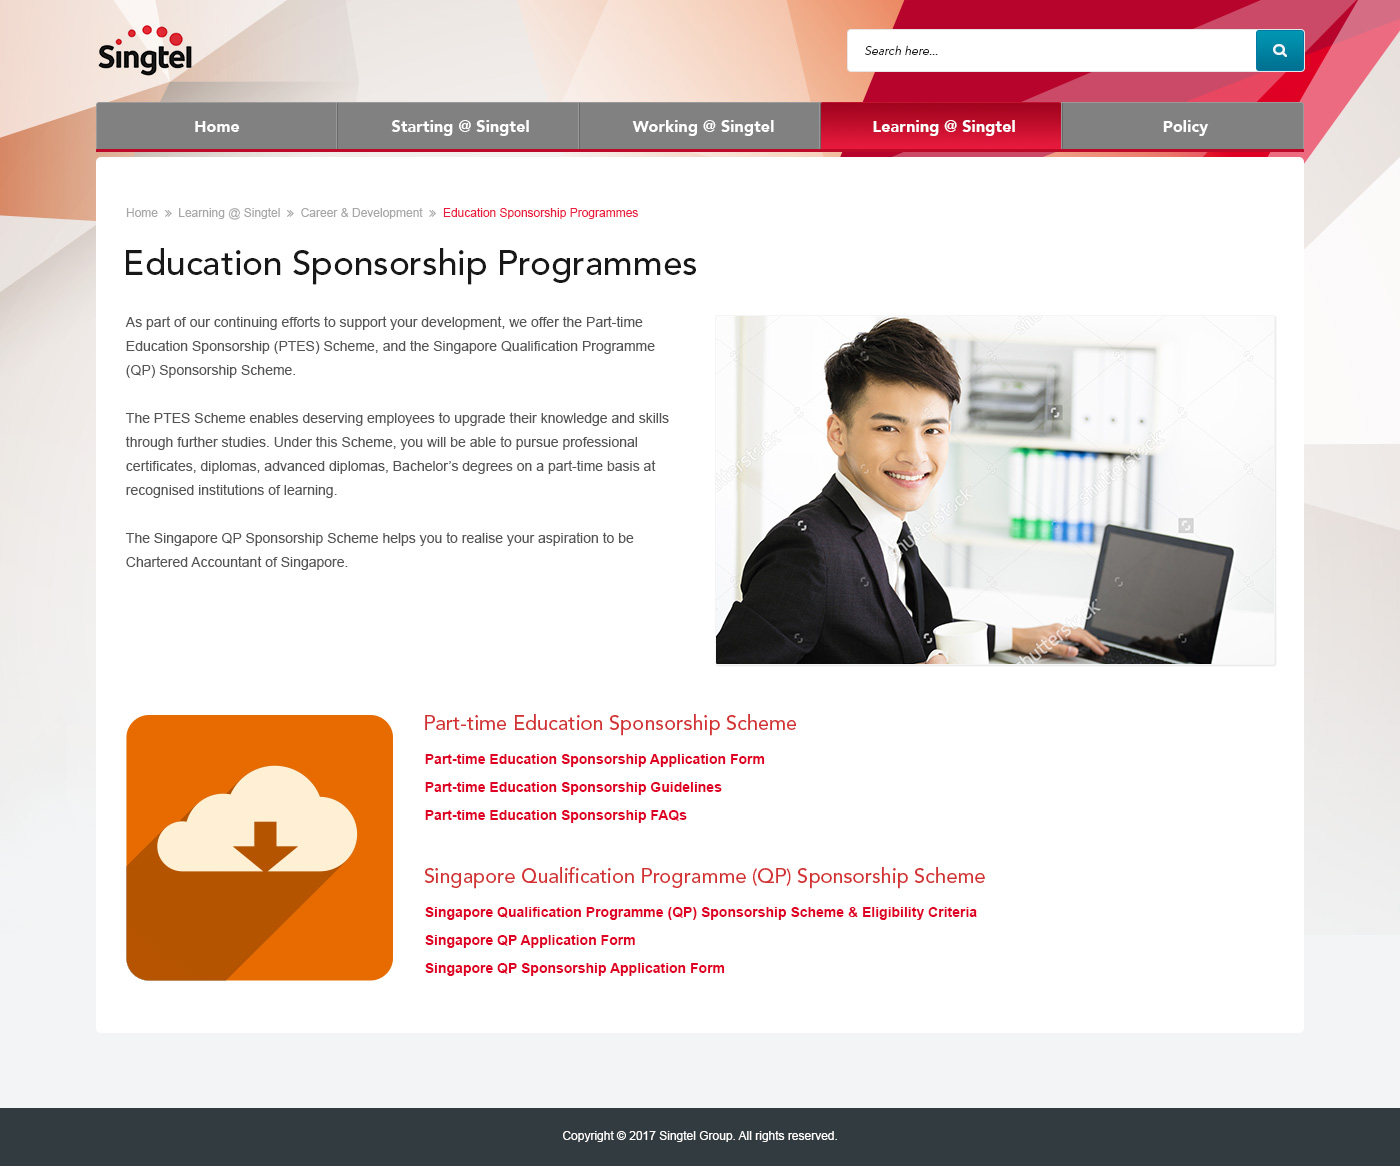 Singtel
Search here...
Home
Starting @ Singtel
Working @ Singtel
Learning @ Singtel
Policy
Home » Learning @ Singtel » Career & Development » Education Sponsorship Programmes
Education Sponsorship Programmes
As part of our continuing efforts to support your development, we offer the Part-time
Education Sponsorship (PTES) Scheme, and the Singapore Qualification Programme
(QP) Sponsorship Scheme.
The PTES Scheme enables deserving employees to upgrade their knowledge and skills
through further studies. Under this Scheme, you will be able to pursue professional
certificates, diplomas, advanced diplomas, Bachelor’s degrees on a part-time basis at
recognised institutions of learning.
The Singapore QP Sponsorship Scheme helps you to realise your aspiration to be
Chartered Accountant of Singapore.
shutterstock
shutterstock
shutterstock
shutterstock
Part-time Education Sponsorship Scheme
Part-time Education Sponsorship Application Form
Part-time Education Sponsorship Guidelines
Part-time Education Sponsorship FAQs
Singapore Qualification Programme (QP) Sponsorship Scheme
Singapore Qualification Programme (QP) Sponsorship Scheme & Eligibility Criteria
Singapore QP Application Form
Singapore QP Sponsorship Application Form
Copyright © 2017 Singtel Group. All rights reserved.